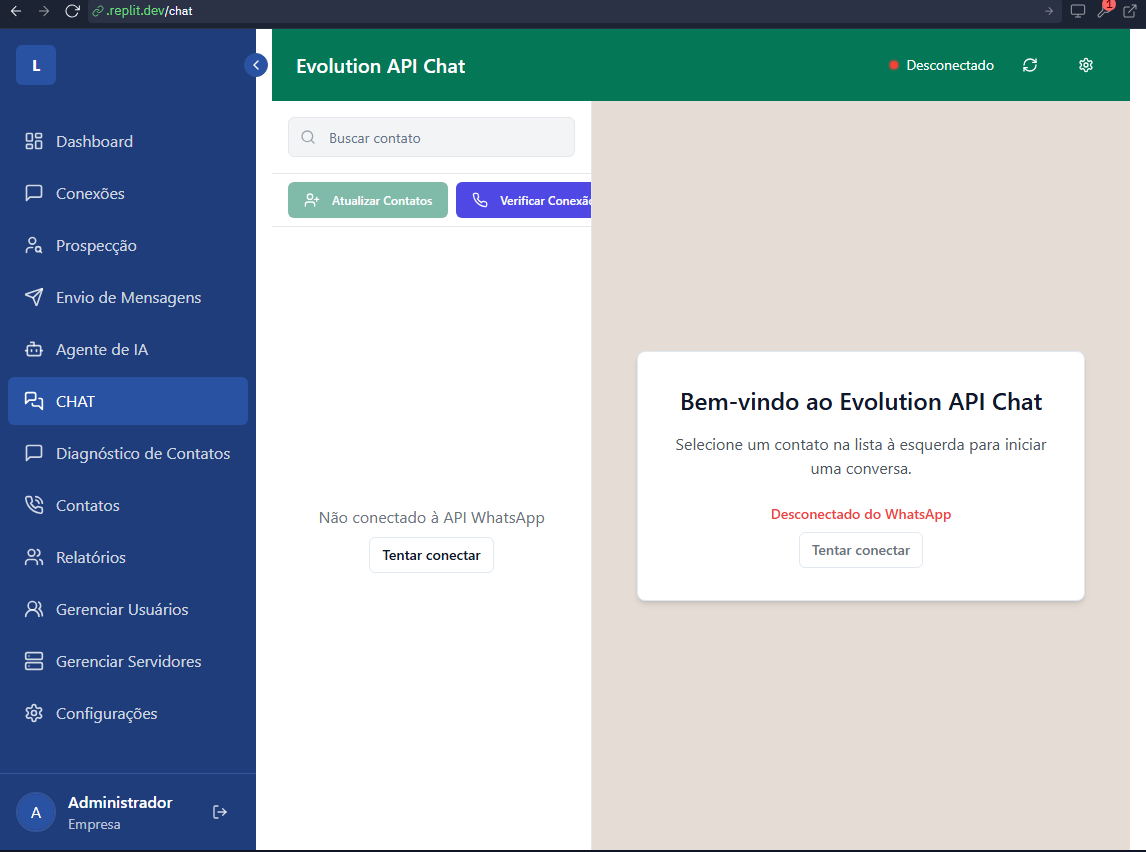 .replit.dev/chat
1
L
Evolution API Chat
Desconectado
Dashboard
Conexões
Prospecção
Envio de Mensagens
Agente de IA
CHAT
Diagnóstico de Contatos
Contatos
Relatórios
Gerenciar Usuários
Gerenciar Servidores
Configurações
A
Administrador
Empresa
Buscar contato
Atualizar Contatos
Verificar Conexão
Não conectado à API WhatsApp
Tentar conectar
Bem-vindo ao Evolution API Chat
Selecione um contato na lista à esquerda para iniciar
uma conversa.
Desconectado do WhatsApp
Tentar conectar